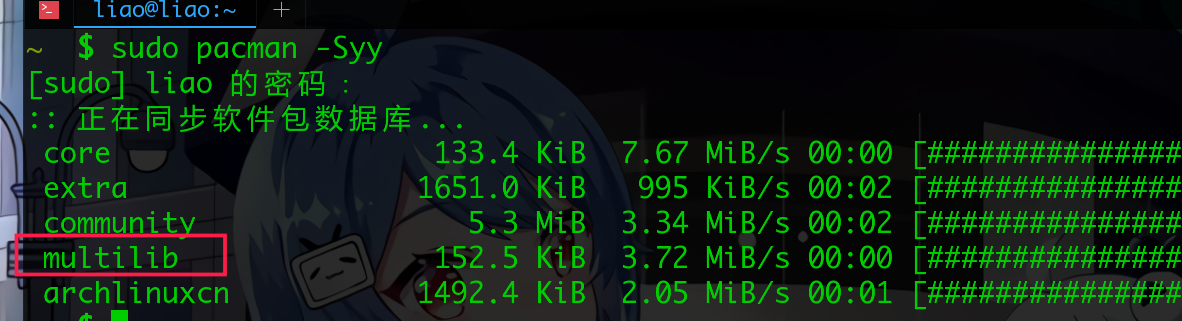 liao@liao:~
~ $ sudo pacman -Syy
[sudo] liao 的密码：
:: 正在同步软件包数据库...
core 133.4 KiB 7.67 MiB/s 00:00 [###############
extra 1651.0 KiB 995 KiB/s 00:02 [###############
community 5.3 MiB 3.34 MiB/s 00:02 [###############
multilib 152.5 KiB 3.72 MiB/s 00:00 [###############
archlinuxcn 1492.4 KiB 2.05 MiB/s 00:01 [###############
$